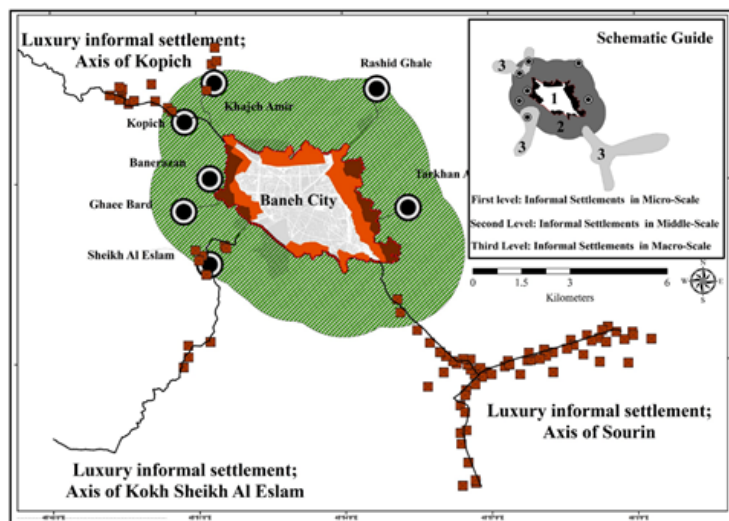 Luxury informal settlement;
Axis of Kopich
Rashid Ghale
Khajeh Amir
Kopich
Banerazan
Ghaee Bard
Baneh City
Tarkhan A
Sheikh Al Eslam
Luxury informal settlement;
Axis of Sourin
Luxury informal settlement;
Axis of Kokh Sheikh Al Eslam
Schematic Guide
3
1
2
3
3
First level: Informal Settlements in Micro-Scale
Second Level: Informal Settlements in Middle-Scale
Third Level: Informal Settlements in Macro-Scale
0 1.5 3 6
Kilometers
N
W E
S